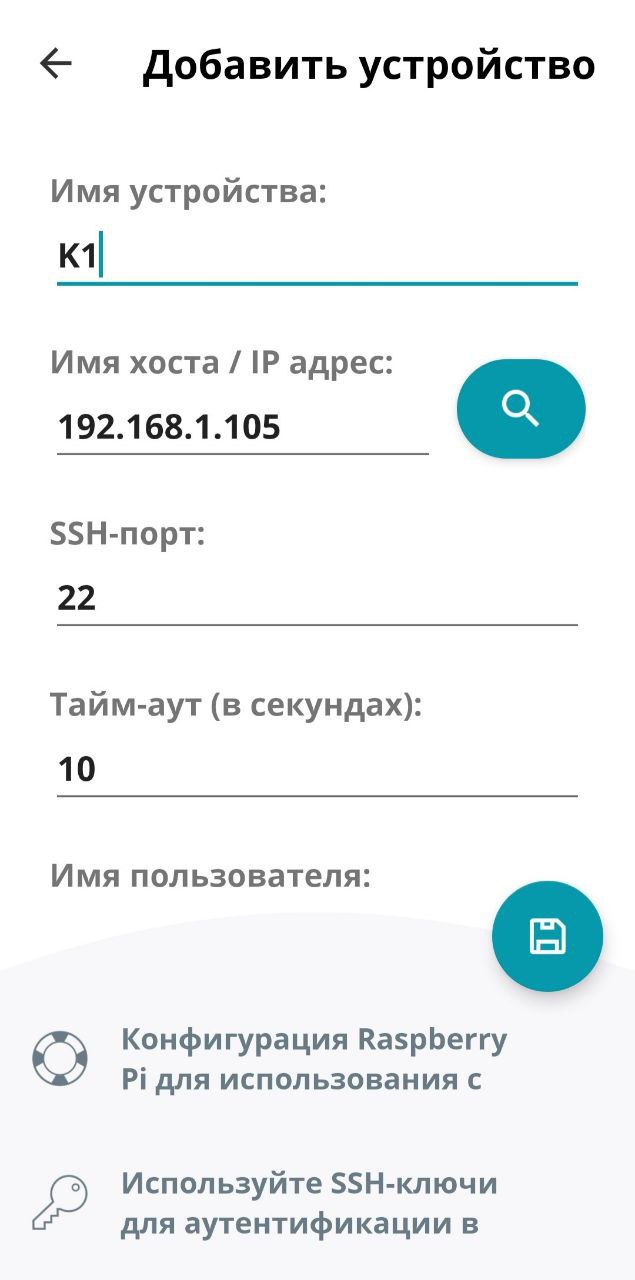 Добавить устройство
Имя устройства:
K1
Имя хоста / IP адрес:
192.168.1.105
SSH-порт:
22
Тайм-аут (в секундах):
10
Имя пользователя:
Конфигурация Raspberry
Pi для использования с
Используйте SSH-ключи
для аутентификации в